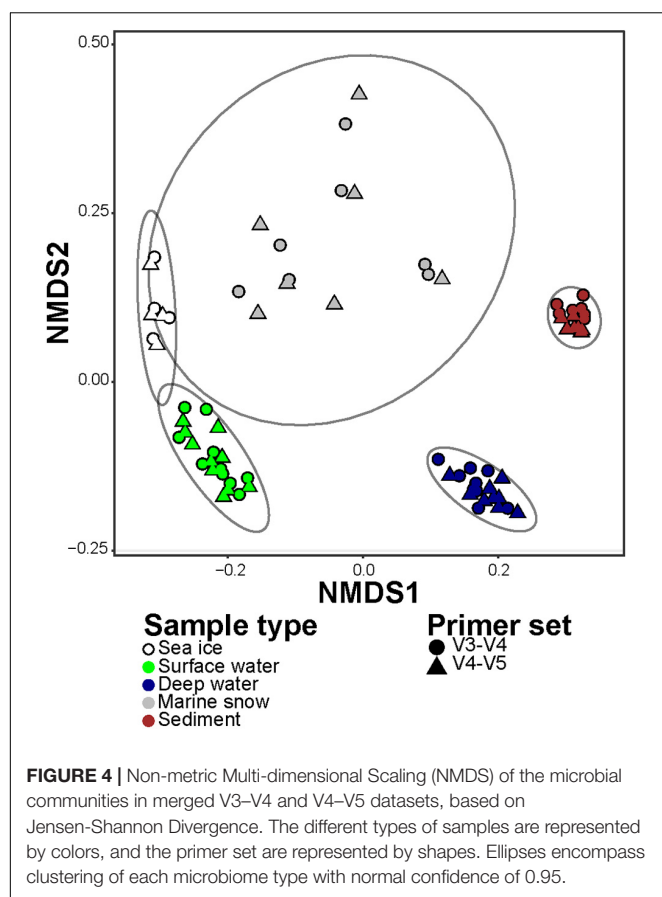 0.50
0.25
0.00
−0.25
NMDS2
−0.2
0.0
0.2
NMDS1
Sample type
Sea ice
Surface water
Deep water
Marine snow
Sediment
Primer set
V3-V4
V4-V5
FIGURE 4 | Non-metric Multi-dimensional Scaling (NMDS) of the microbial
communities in merged V3–V4 and V4–V5 datasets, based on
Jensen-Shannon Divergence. The different types of samples are represented
by colors, and the primer set are represented by shapes. Ellipses encompass
clustering of each microbiome type with normal confidence of 0.95.